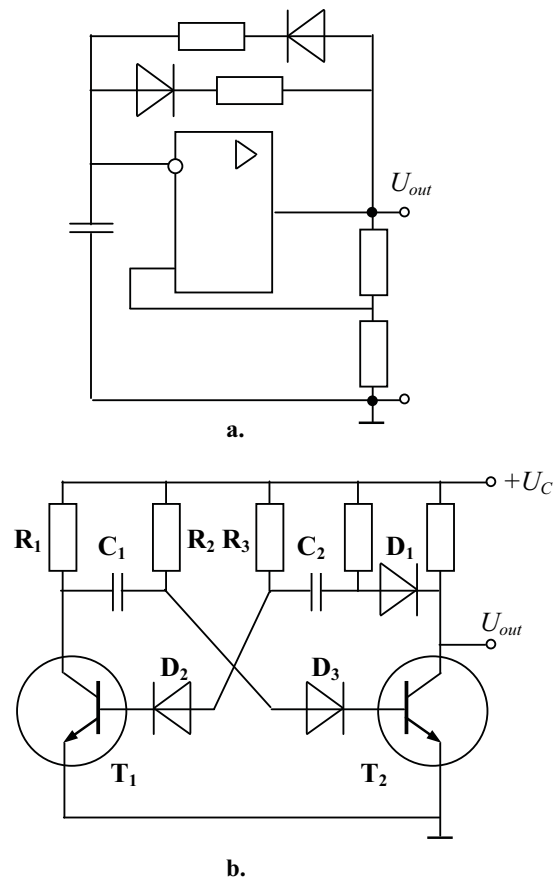 U_out
a.
+U_C
R₁ C₁ R₂ R₃ C₂ D₁
U_out
D₂ D₃
T₁ T₂
b.